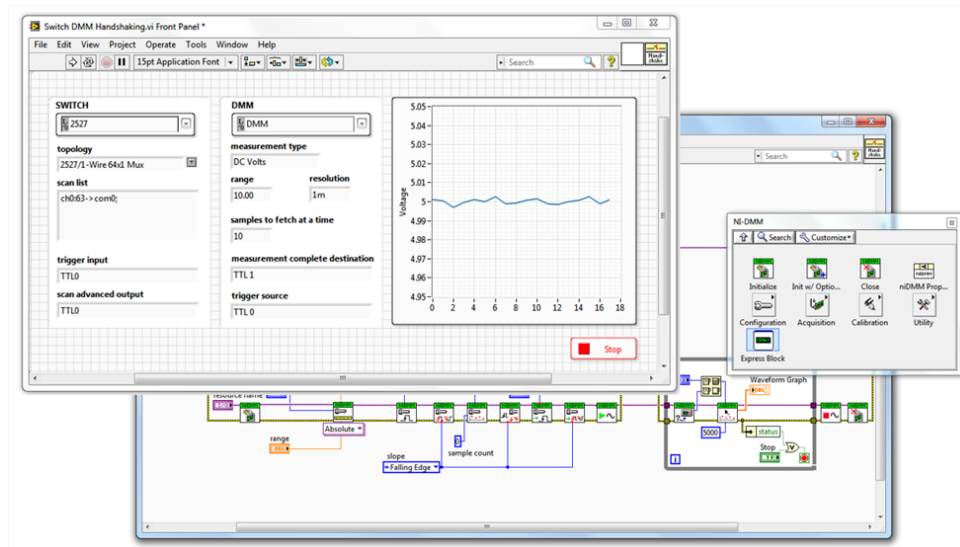 Switch DMM Handshaking.vi Front Panel *
File Edit View Project Operate Tools Window Help
15pt Application Font
Search
Hand-
shake
SWITCH
2527
topology
2527/1-Wire 64x1 Mux
scan list
ch0:63-> com0;
trigger input
TTL0
scan advanced output
TTL0
DMM
DMM
measurement type
DC Volts
range
resolution
10.00
1m
samples to fetch at a time
10
measurement complete destination
TTL 1
trigger source
TTL 0
Voltage
5.05
5.04
5.03
5.02
5.01
5
4.99
4.98
4.97
4.96
4.95
0 2 4 6 8 10 12 14 16 18
Stop
Search
Hand-
shake
NI-DMM
Search Customize
Initialize
Init w/ Optio...
Close
niDMM Prop...
Configuration
Acquisition
Calibration
Utility
Express Block
resource name
Waveform Graph
Absolute
range
slope
Falling Edge
0
sample count
5000
status
Stop
TF
i